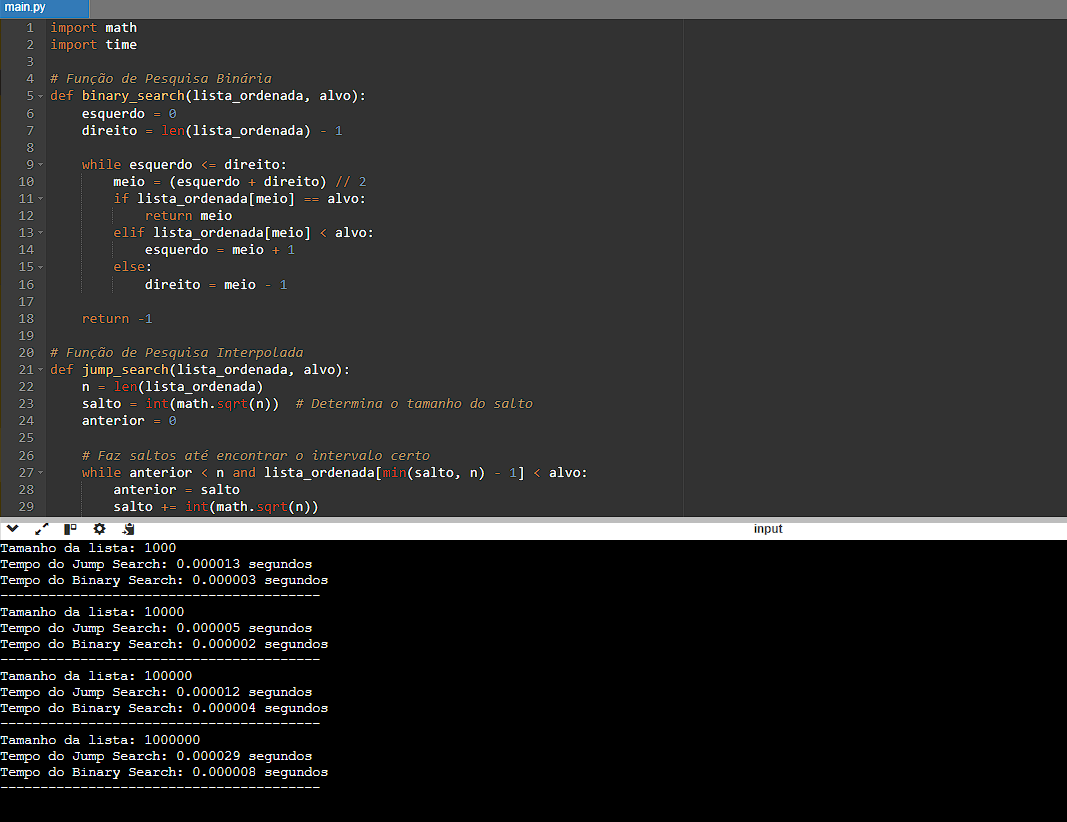 main.py
1 import math
2 import time
3
4 # Função de Pesquisa Binária
5 def binary_search(lista_ordenada, alvo):
6     esquerdo = 0
7     direito = len(lista_ordenada) - 1
8
9     while esquerdo <= direito:
10         meio = (esquerdo + direito) // 2
11         if lista_ordenada[meio] == alvo:
12             return meio
13         elif lista_ordenada[meio] < alvo:
14             esquerdo = meio + 1
15         else:
16             direito = meio - 1
17
18     return -1
19
20 # Função de Pesquisa Interpolada
21 def jump_search(lista_ordenada, alvo):
22     n = len(lista_ordenada)
23     salto = int(math.sqrt(n))  # Determina o tamanho do salto
24     anterior = 0
25
26     # Faz saltos até encontrar o intervalo certo
27     while anterior < n and lista_ordenada[min(salto, n) - 1] < alvo:
28         anterior = salto
29         salto += int(math.sqrt(n))
input
Tamanho da lista: 1000
Tempo do Jump Search: 0.000013 segundos
Tempo do Binary Search: 0.000003 segundos
----------------------------------------
Tamanho da lista: 10000
Tempo do Jump Search: 0.000005 segundos
Tempo do Binary Search: 0.000002 segundos
----------------------------------------
Tamanho da lista: 100000
Tempo do Jump Search: 0.000012 segundos
Tempo do Binary Search: 0.000004 segundos
----------------------------------------
Tamanho da lista: 1000000
Tempo do Jump Search: 0.000029 segundos
Tempo do Binary Search: 0.000008 segundos
----------------------------------------